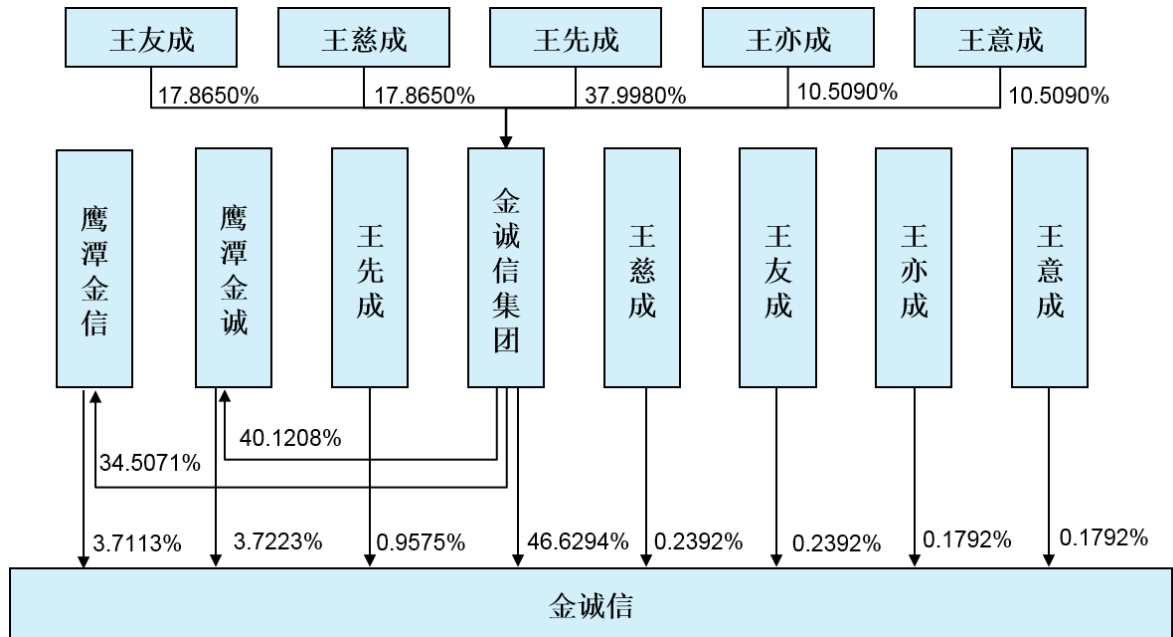 王友成
王慈成
王先成
王亦成
王意成
17.8650%
17.8650%
37.9980%
10.5090%
10.5090%
鹰潭金信
鹰潭金诚
王先成
金诚信集团
王慈成
王友成
王亦成
王意成
40.1208%
34.5071%
3.7113%
3.7223%
0.9575%
46.6294%
0.2392%
0.2392%
0.1792%
0.1792%
金诚信